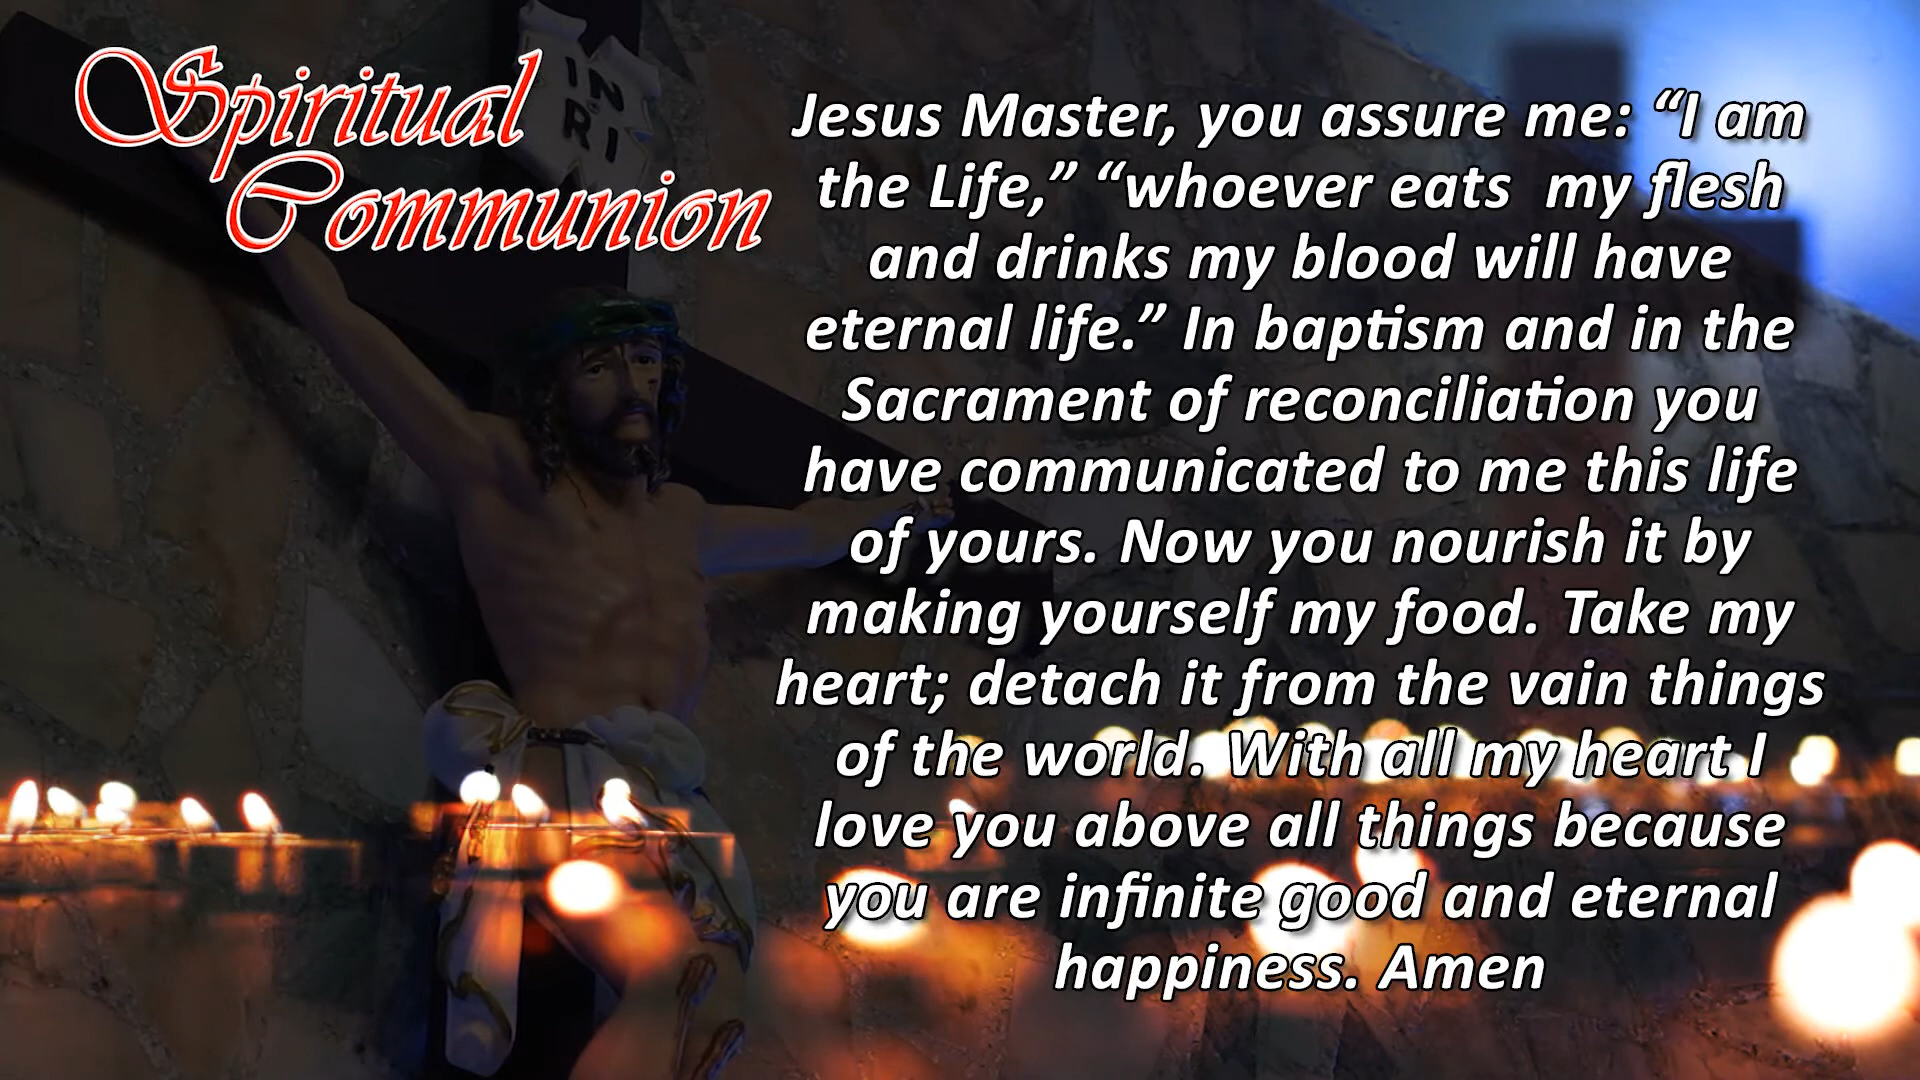 Spiritual
Communion
IN
RI
Jesus Master, you assure me: “I am
the Life,” “whoever eats  my flesh
and drinks my blood will have
eternal life.” In baptism and in the
Sacrament of reconciliation you
have communicated to me this life
of yours. Now you nourish it by
making yourself my food. Take my
heart; detach it from the vain things
of the world. With all my heart I
love you above all things because
you are infinite good and eternal
happiness. Amen